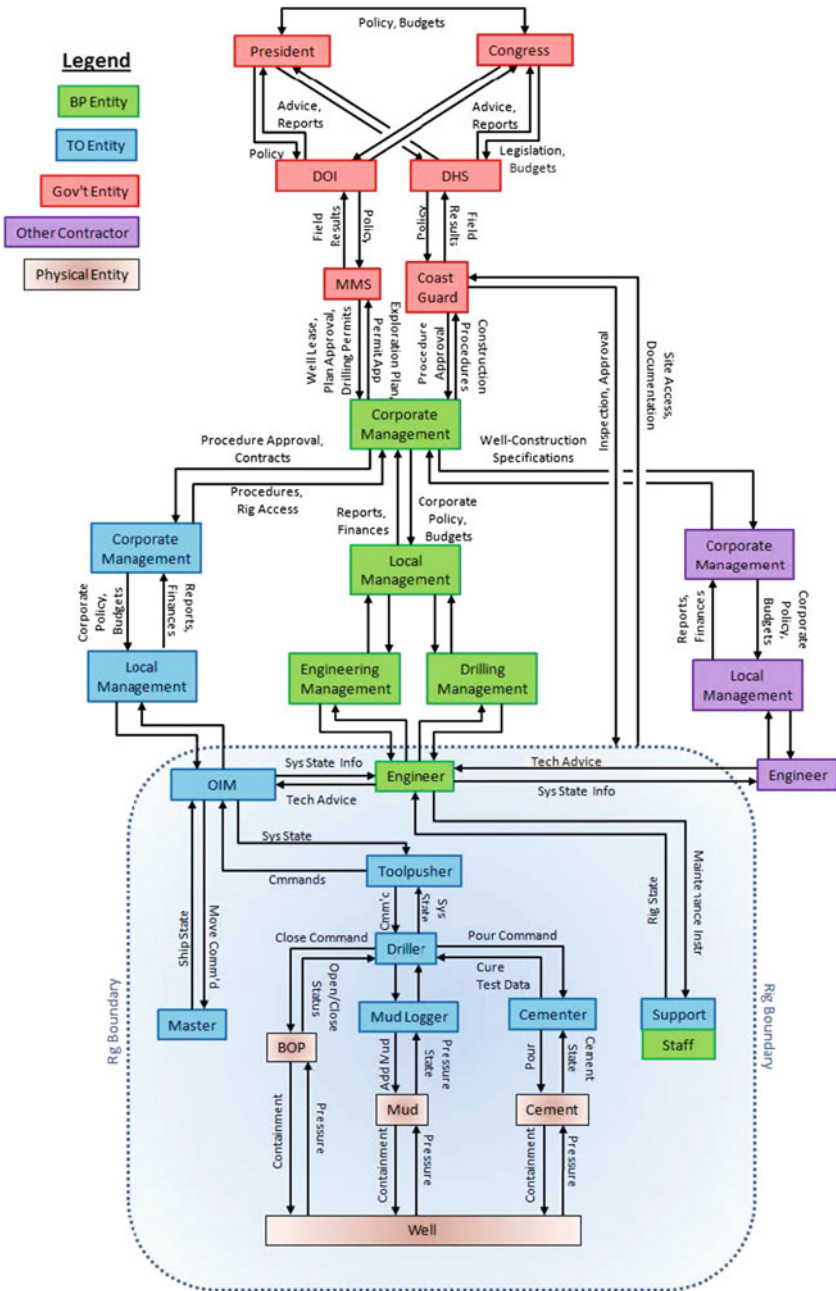 Policy, Budgets
President
Congress
Legend
BP Entity
TO Entity
Gov't Entity
Other Contractor
Physical Entity
Advice,
Reports
Policy
Advice,
Reports
Legislation,
Budgets
DOI
DHS
Field
Results
Policy
Policy
Field
Results
MMS
Coast
Guard
Well Lease,
Plan Approval,
Drilling Permits
Exploration Plan,
Permit App
Procedure
Approval
Construction
Procedures
Inspection, Approval
Site Access,
Documentation
Corporate
Management
Procedure Approval,
Contracts
Procedures,
Rig Access
Well-Construction
Specifications
Reports,
Finances
Corporate
Policy,
Budgets
Corporate
Management
Local
Management
Corporate
Management
Corporate
Policy,
Budgets
Reports,
Finances
Reports,
Finances
Corporate
Policy,
Budgets
Local
Management
Engineering
Management
Drilling
Management
Local
Management
OIM
Sys State Info
Tech Advice
Engineer
Tech Advice
Sys State Info
Engineer
Sys State
Cmmands
Toolpusher
Ship State
Move Comm'd
Cmm'c
Sys
State
Rig State
Maintenance Instr
Close Command
Driller
Pour Command
Open/Close
Status
Cure
Test Data
Rig Boundary
Rig Boundary
Master
BOP
Mud Logger
Cementer
Support
Staff
Add/Pull
Pressure
State
Pour
Cement
State
Mud
Cement
Containment
Pressure
Containment
Pressure
Containment
Pressure
Well